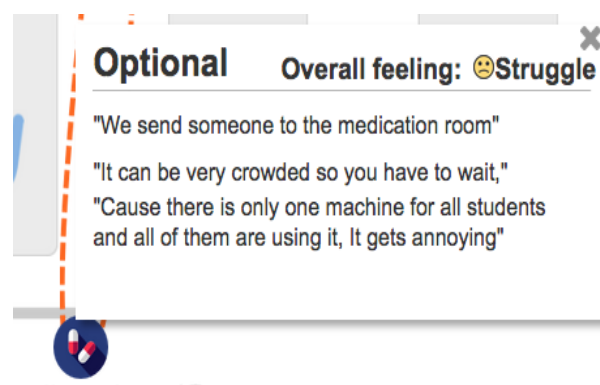 Optional
Overall feeling: Struggle
"We send someone to the medication room"
"It can be very crowded so you have to wait,"
"Cause there is only one machine for all students
and all of them are using it, It gets annoying"